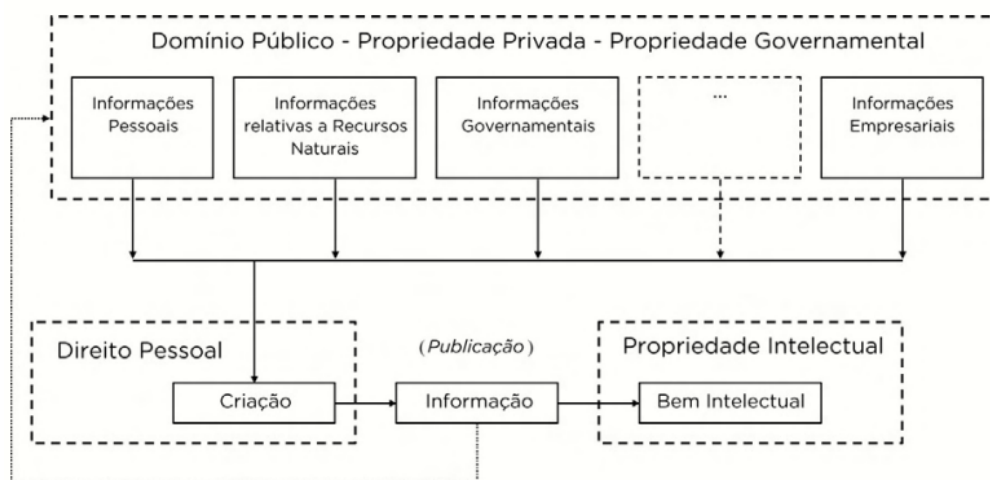 Domínio Público - Propriedade Privada - Propriedade Governamental
Informações
Pessoais
Informações
relativas a Recursos
Naturais
Informações
Governamentais
...
Informações
Empresariais
Direito Pessoal
Criação
(Publicação)
Informação
Propriedade Intelectual
Bem Intelectual